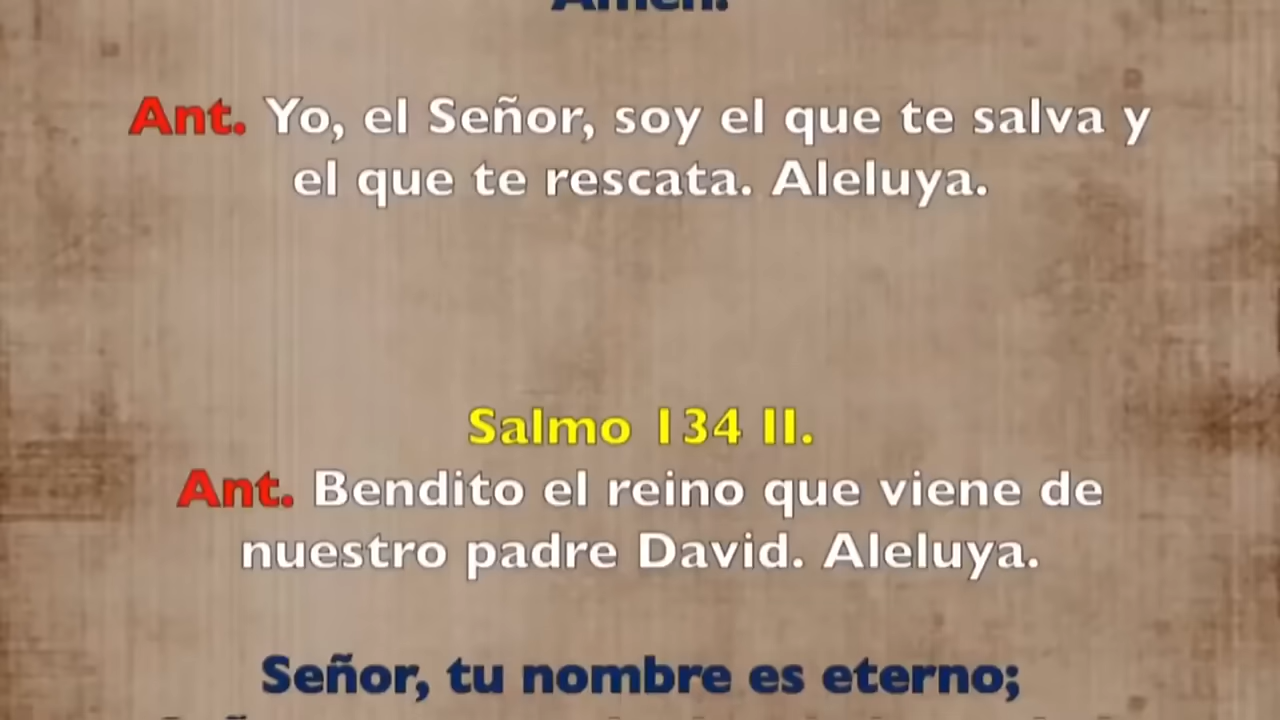 Amén.
Ant. Yo, el Señor, soy el que te salva y
el que te rescata. Aleluya.
Salmo 134 II.
Ant. Bendito el reino que viene de
nuestro padre David. Aleluya.
Señor, tu nombre es eterno;